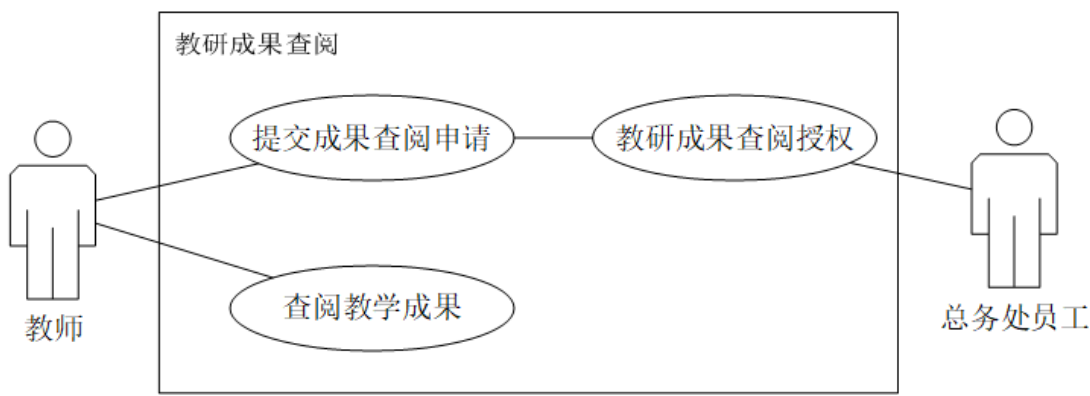 教研成果查阅
提交成果查阅申请
教研成果查阅授权
查阅教学成果
教师
总务处员工